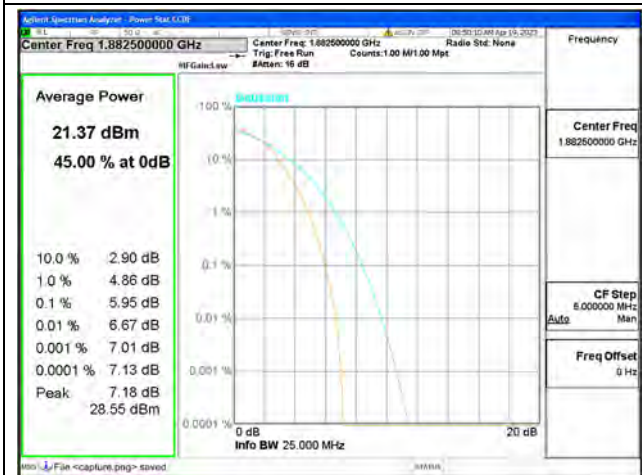 Agilent Spectrum Analyzer - Power Stat CCDF
Center Freq 1.882500000 GHz
Center Freq: 1.882500000 GHz
Radio Std: None
Trig: Free Run
Counts:1.00 M/1.00 Mpt
#Atten: 16 dB
09:50:10 AM Apr 19, 2023
Frequency
Average Power
21.37 dBm
45.00 % at 0dB
10.0 % 2.90 dB
1.0 % 4.86 dB
0.1 % 5.95 dB
0.01 % 6.67 dB
0.001 % 7.01 dB
0.0001 % 7.13 dB
Peak 7.18 dB
28.55 dBm
100 %
Gaussian
10 %
1 %
0.1 %
0.01 %
0.001 %
0.0001 %
0 dB
20 dB
Info BW 25.000 MHz
Center Freq
1.882500000 GHz
CF Step
6.000000 MHz
Auto Man
Freq Offset
0 Hz
MSG File <capture.png> saved
STATUS